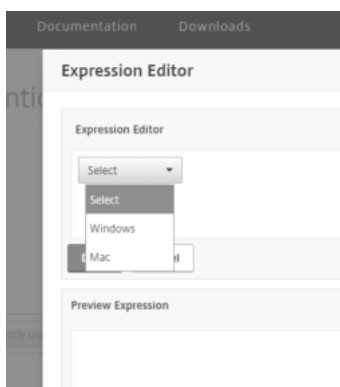 Documentation Downloads
Expression Editor
Expression Editor
Select
Select
Windows
Mac
Preview Expression